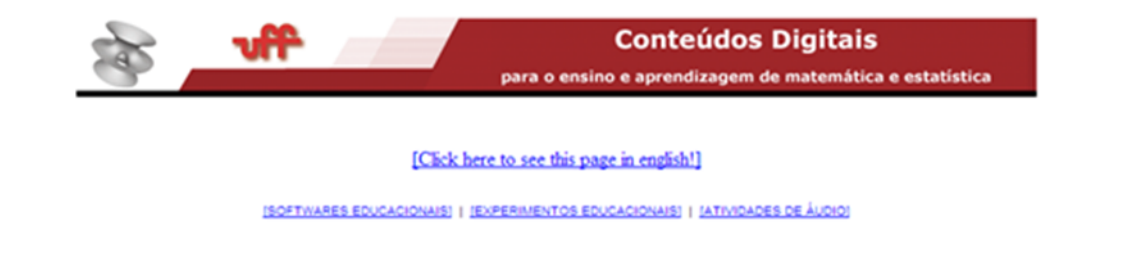 uff
Conteúdos Digitais
para o ensino e aprendizagem de matemática e estatística
[Click here to see this page in english!]
[SOFTWARES EDUCACIONAIS] | [EXPERIMENTOS EDUCACIONAIS] | [ATIVIDADES DE ÁUDIO]